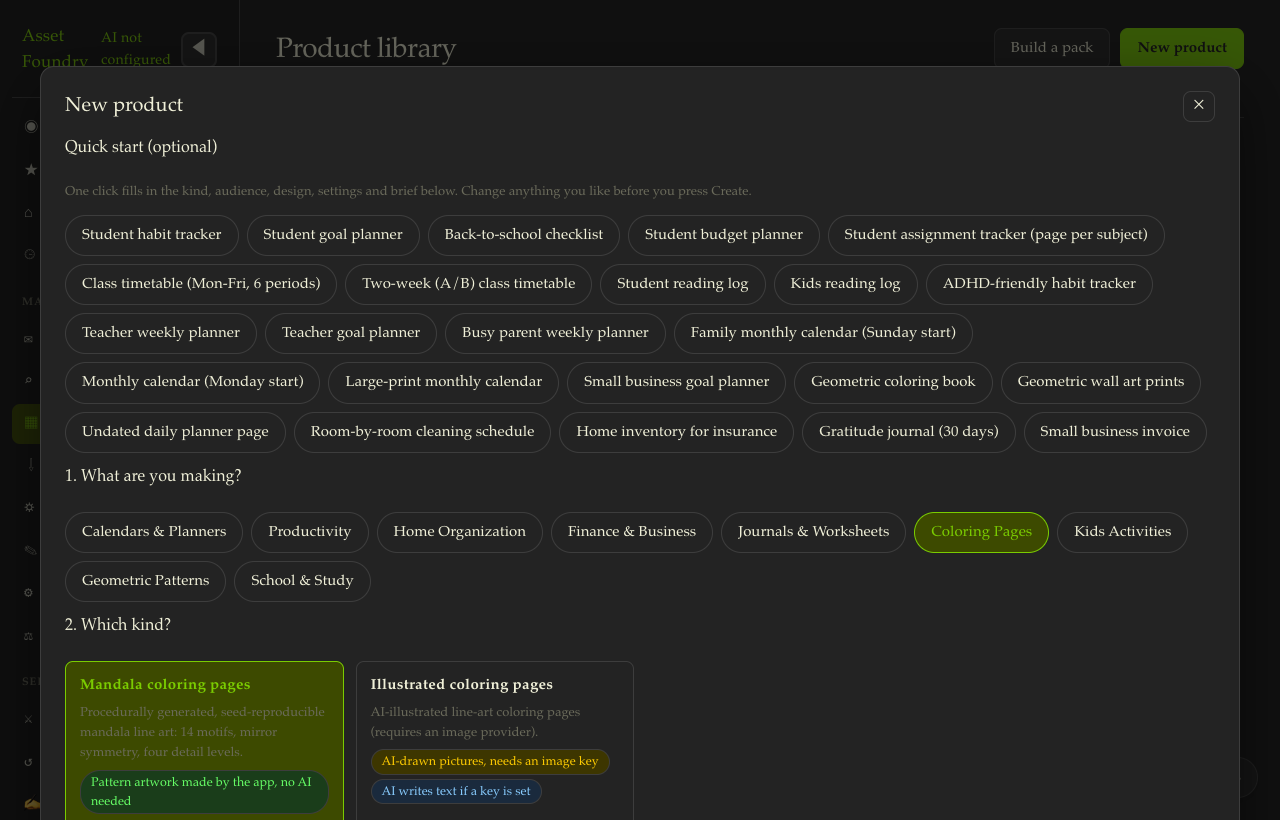 Asset
Foundry
AI not
configured
Product library
Build a pack
New product
New product
Quick start (optional)
One click fills in the kind, audience, design, settings and brief below. Change anything you like before you press Create.
Student habit tracker
Student goal planner
Back-to-school checklist
Student budget planner
Student assignment tracker (page per subject)
Class timetable (Mon-Fri, 6 periods)
Two-week (A/B) class timetable
Student reading log
Kids reading log
ADHD-friendly habit tracker
Teacher weekly planner
Teacher goal planner
Busy parent weekly planner
Family monthly calendar (Sunday start)
Monthly calendar (Monday start)
Large-print monthly calendar
Small business goal planner
Geometric coloring book
Geometric wall art prints
Undated daily planner page
Room-by-room cleaning schedule
Home inventory for insurance
Gratitude journal (30 days)
Small business invoice
1. What are you making?
Calendars & Planners
Productivity
Home Organization
Finance & Business
Journals & Worksheets
Coloring Pages
Kids Activities
Geometric Patterns
School & Study
2. Which kind?
Mandala coloring pages
Procedurally generated, seed-reproducible
mandala line art: 14 motifs, mirror
symmetry, four detail levels.
Pattern artwork made by the app, no AI
needed
Illustrated coloring pages
AI-illustrated line-art coloring pages
(requires an image provider).
AI-drawn pictures, needs an image key
AI writes text if a key is set